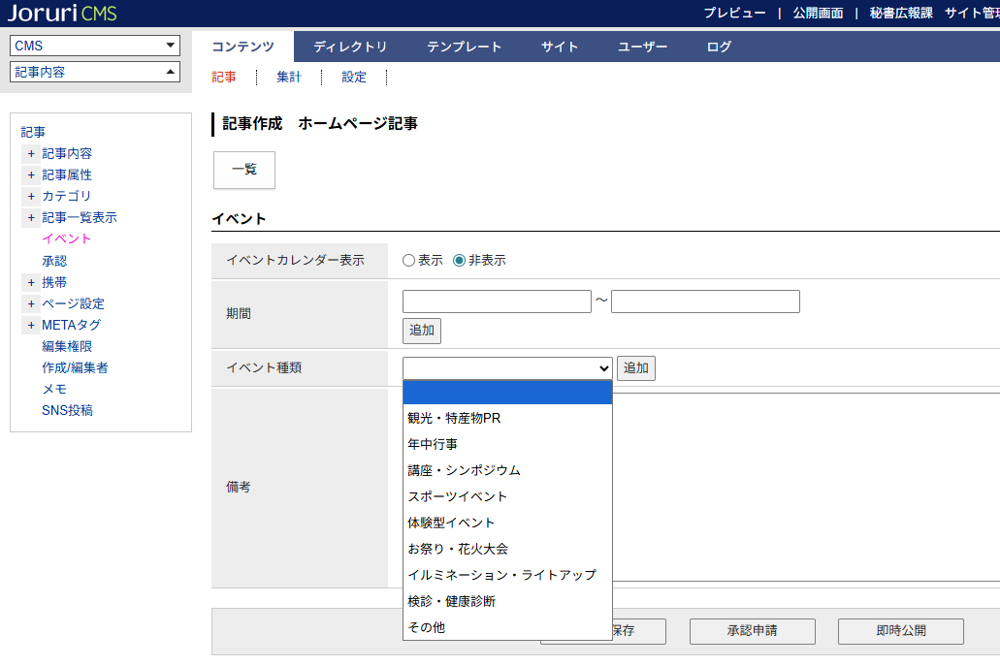 Joruri CMS
プレビュー | 公開画面 | 秘書広報課 サイト管
CMS
記事内容
コンテンツ ディレクトリ テンプレート サイト ユーザー ログ
記事 集計 設定
記事
+ 記事内容
+ 記事属性
+ カテゴリ
+ 記事一覧表示
イベント
承認
+ 携帯
+ ページ設定
+ METAタグ
編集権限
作成/編集者
メモ
SNS投稿
記事作成 ホームページ記事
一覧
イベント
イベントカレンダー表示 表示 非表示
期間 ～
追加
イベント種類 追加
観光・特産物PR
年中行事
講座・シンポジウム
スポーツイベント
体験型イベント
お祭り・花火大会
イルミネーション・ライトアップ
検診・健康診断
その他
備考
保存 承認申請 即時公開